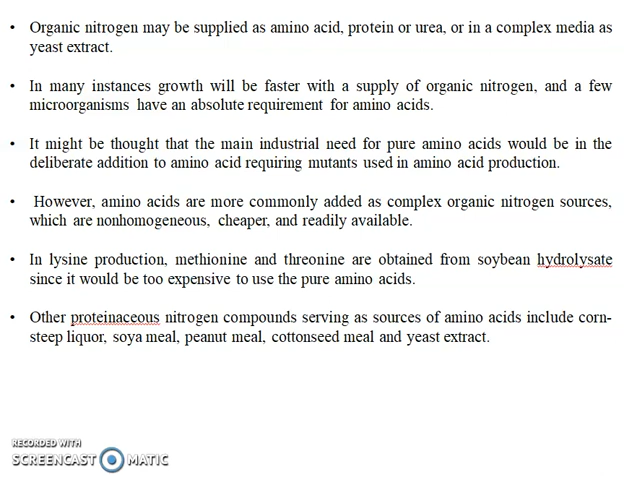 • Organic nitrogen may be supplied as amino acid, protein or urea, or in a complex media as
yeast extract.
• In many instances growth will be faster with a supply of organic nitrogen, and a few
microorganisms have an absolute requirement for amino acids.
• It might be thought that the main industrial need for pure amino acids would be in the
deliberate addition to amino acid requiring mutants used in amino acid production.
• However, amino acids are more commonly added as complex organic nitrogen sources,
which are nonhomogeneous, cheaper, and readily available.
• In lysine production, methionine and threonine are obtained from soybean hydrolysate
since it would be too expensive to use the pure amino acids.
• Other proteinaceous nitrogen compounds serving as sources of amino acids include corn-
steep liquor, soya meal, peanut meal, cottonseed meal and yeast extract.
RECORDED WITH
SCREENCAST MATIC